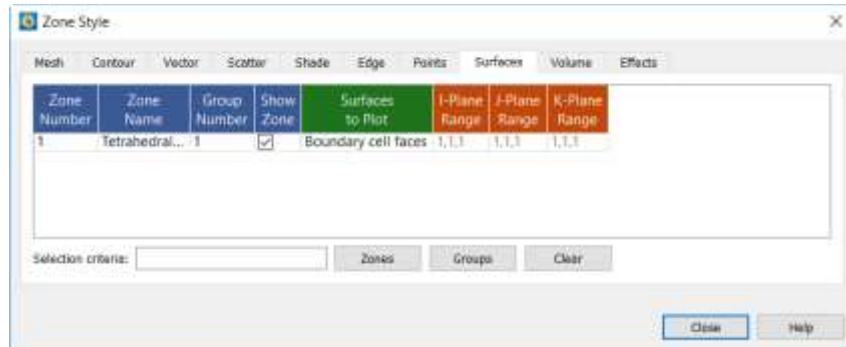 Zone Style
Mesh Contour Vector Scatter Shade Edge Points Surfaces Volume Effects
Zone Number Zone Name Group Number Show Zone Surfaces to Plot I-Plane Range J-Plane Range K-Plane Range
1 Tetrahedral... 1 Boundary cell faces 1,1,1 1,1,1 1,1,1
Selection criteria: Zones Groups Clear
Close Help